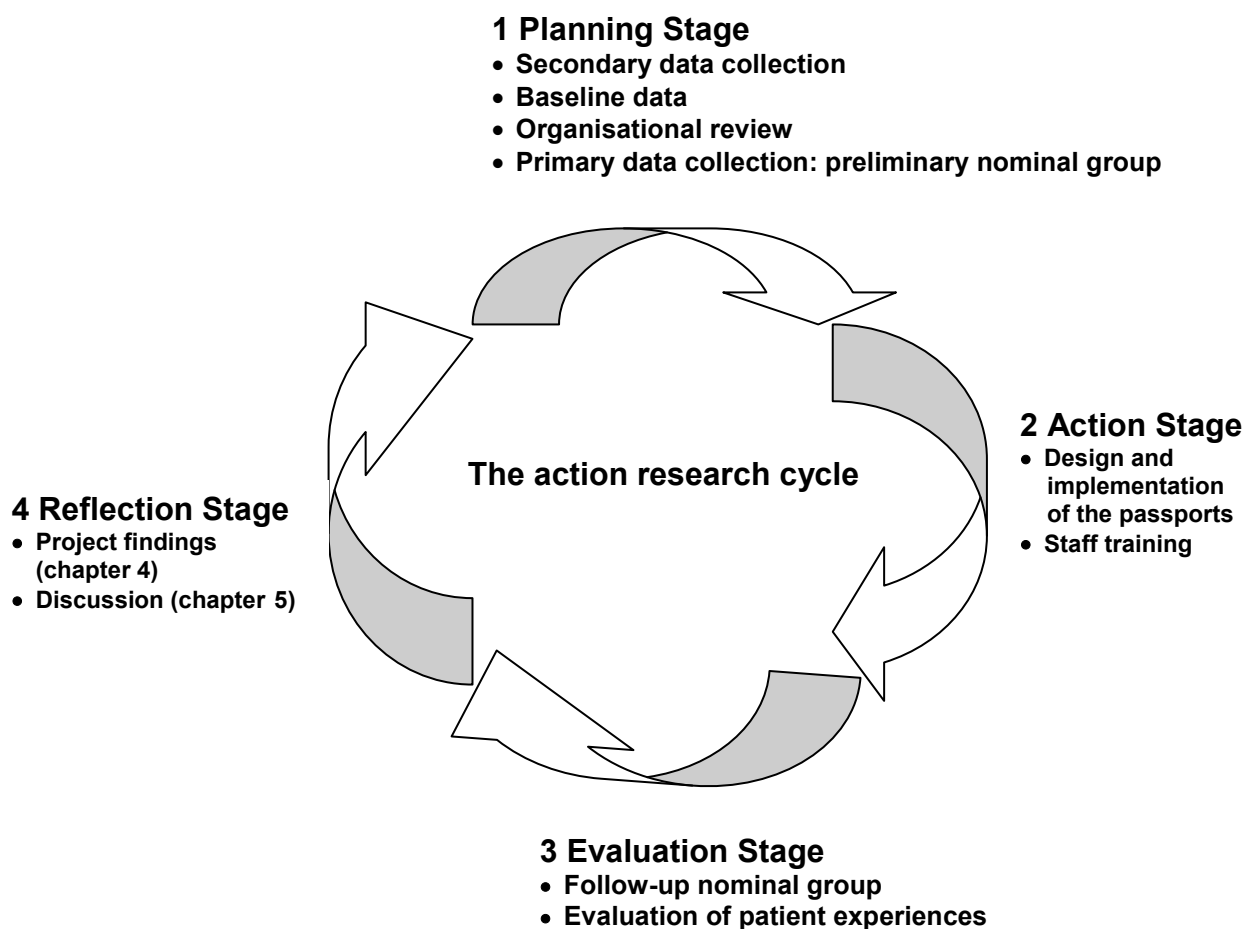 1 Planning Stage
• Secondary data collection
• Baseline data
• Organisational review
• Primary data collection: preliminary nominal group
The action research cycle
2 Action Stage
• Design and
implementation
of the passports
• Staff training
4 Reflection Stage
• Project findings
(chapter 4)
• Discussion (chapter 5)
3 Evaluation Stage
• Follow-up nominal group
• Evaluation of patient experiences